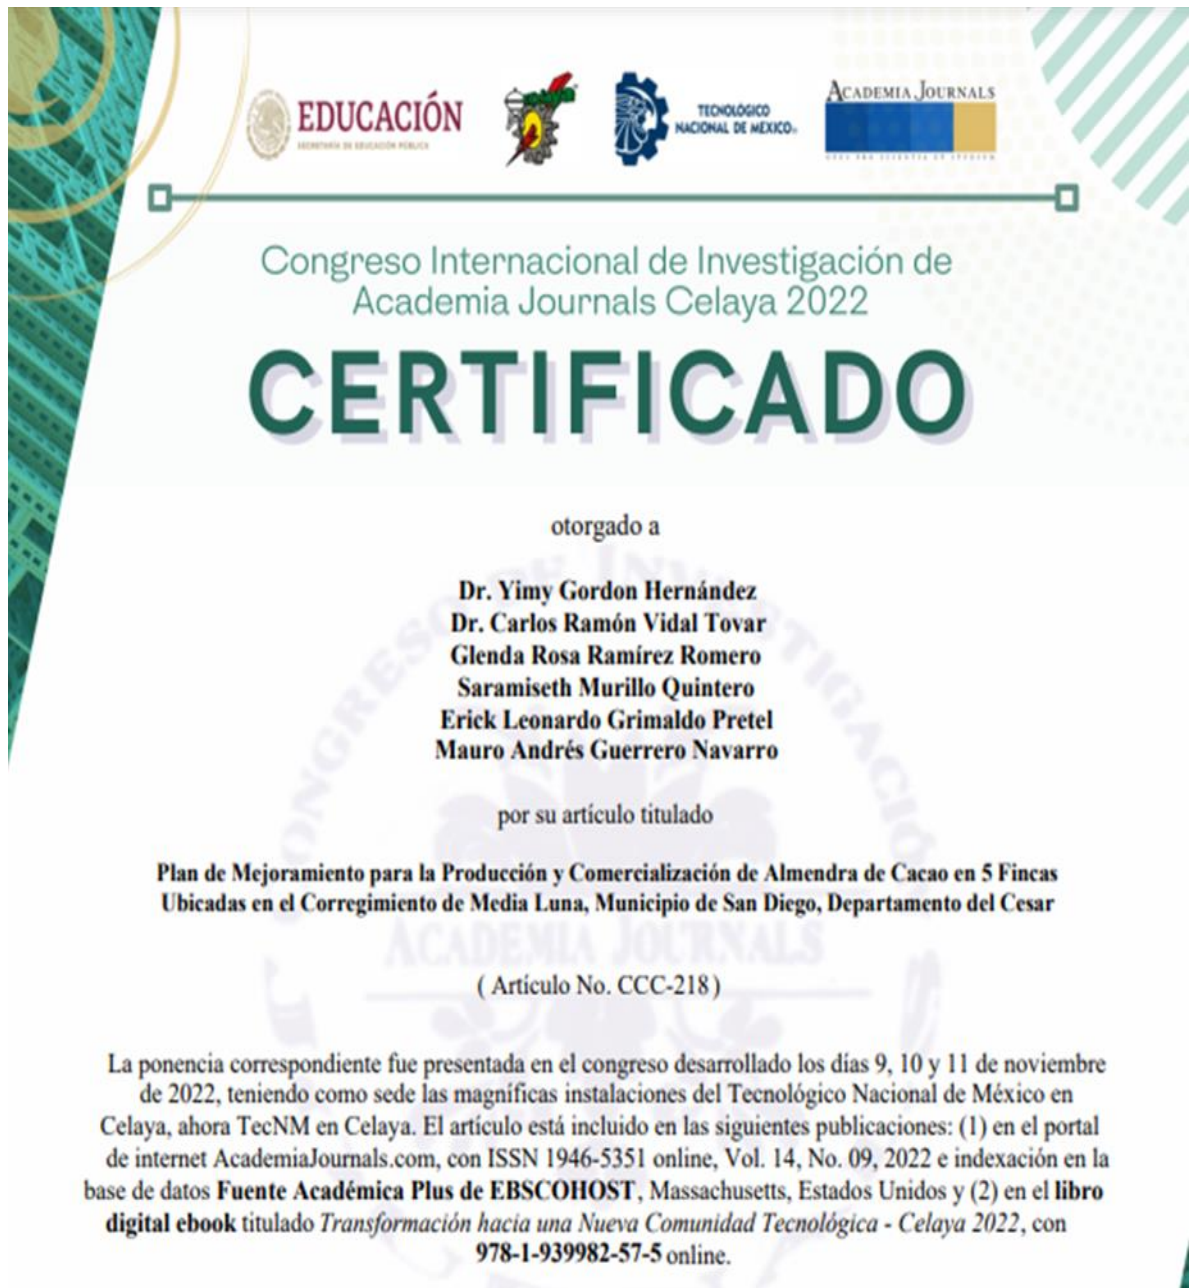 EDUCACIÓN
SECRETARÍA DE EDUCACIÓN PÚBLICA
TECNOLÓGICO
NACIONAL DE MÉXICO
ACADEMIA JOURNALS
Congreso Internacional de Investigación de
Academia Journals Celaya 2022
CERTIFICADO
otorgado a
Dr. Yimy Gordon Hernández
Dr. Carlos Ramón Vidal Tovar
Glenda Rosa Ramírez Romero
Saramiseth Murillo Quintero
Erick Leonardo Grimaldo Pretel
Mauro Andrés Guerrero Navarro
por su artículo titulado
Plan de Mejoramiento para la Producción y Comercialización de Almendra de Cacao en 5 Fincas
Ubicadas en el Corregimiento de Media Luna, Municipio de San Diego, Departamento del Cesar
( Artículo No. CCC-218 )
La ponencia correspondiente fue presentada en el congreso desarrollado los días 9, 10 y 11 de noviembre
de 2022, teniendo como sede las magníficas instalaciones del Tecnológico Nacional de México en
Celaya, ahora TecNM en Celaya. El artículo está incluido en las siguientes publicaciones: (1) en el portal
de internet AcademiaJournals.com, con ISSN 1946-5351 online, Vol. 14, No. 09, 2022 e indexación en la
base de datos Fuente Académica Plus de EBSCOHOST, Massachusetts, Estados Unidos y (2) en el libro
digital ebook titulado Transformación hacia una Nueva Comunidad Tecnológica - Celaya 2022, con
978-1-939982-57-5 online.
CONGRESO DE INVESTIGACIÓN
ACADEMIA JOURNALS